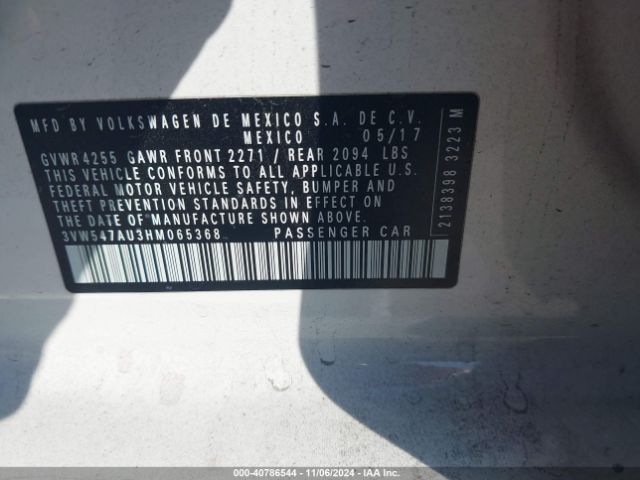 MFD BY VOLKSWAGEN DE MEXICO S.A. DE C.V.
MEXICO 05/17
GVWR 4255 GAWR FRONT 2271 / REAR 2094 LBS
THIS VEHICLE CONFORMS TO ALL APPLICABLE U.S.
FEDERAL MOTOR VEHICLE SAFETY, BUMPER AND
THEFT PREVENTION STANDARDS IN EFFECT ON
THE DATE OF MANUFACTURE SHOWN ABOVE.
3VW547AU3HM065368 PASSENGER CAR
2138398 3223 M
000-40786544 - 11/06/2024 - IAA Inc.